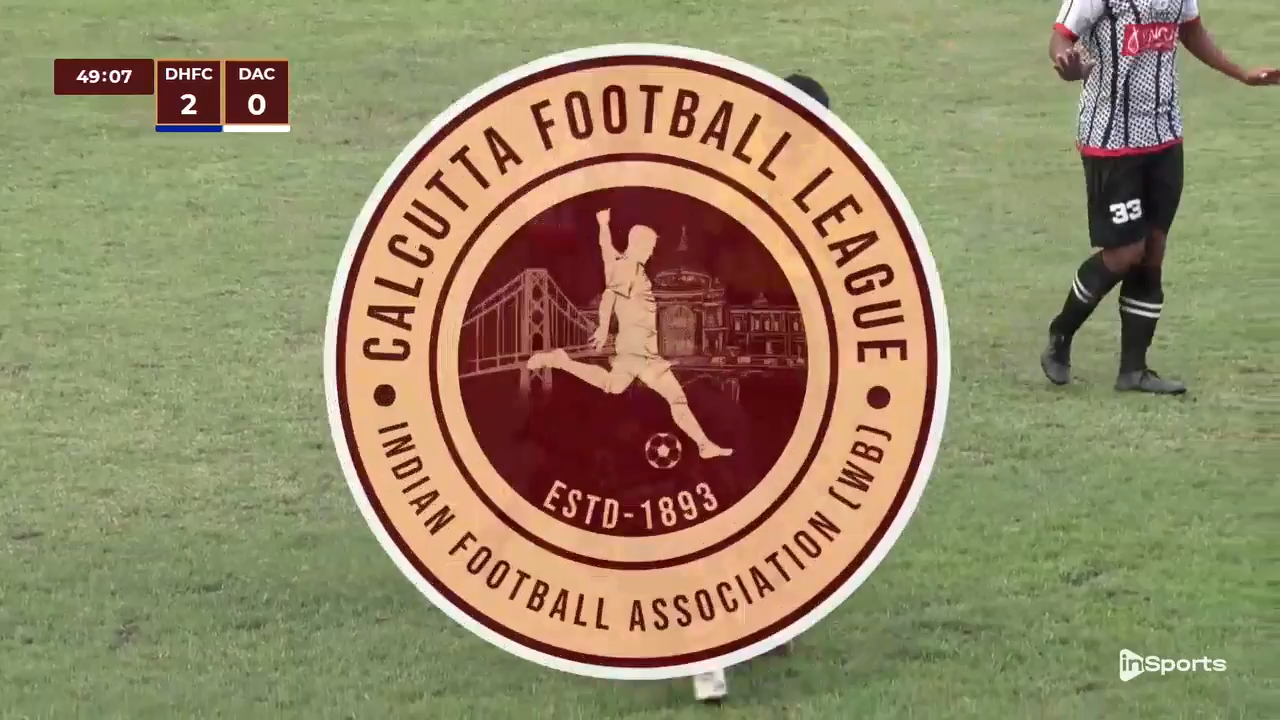 49:07
DHFC DAC
2 0
CALCUTTA FOOTBALL LEAGUE
ESTD-1893
INDIAN FOOTBALL ASSOCIATION (WB)
33
inSports